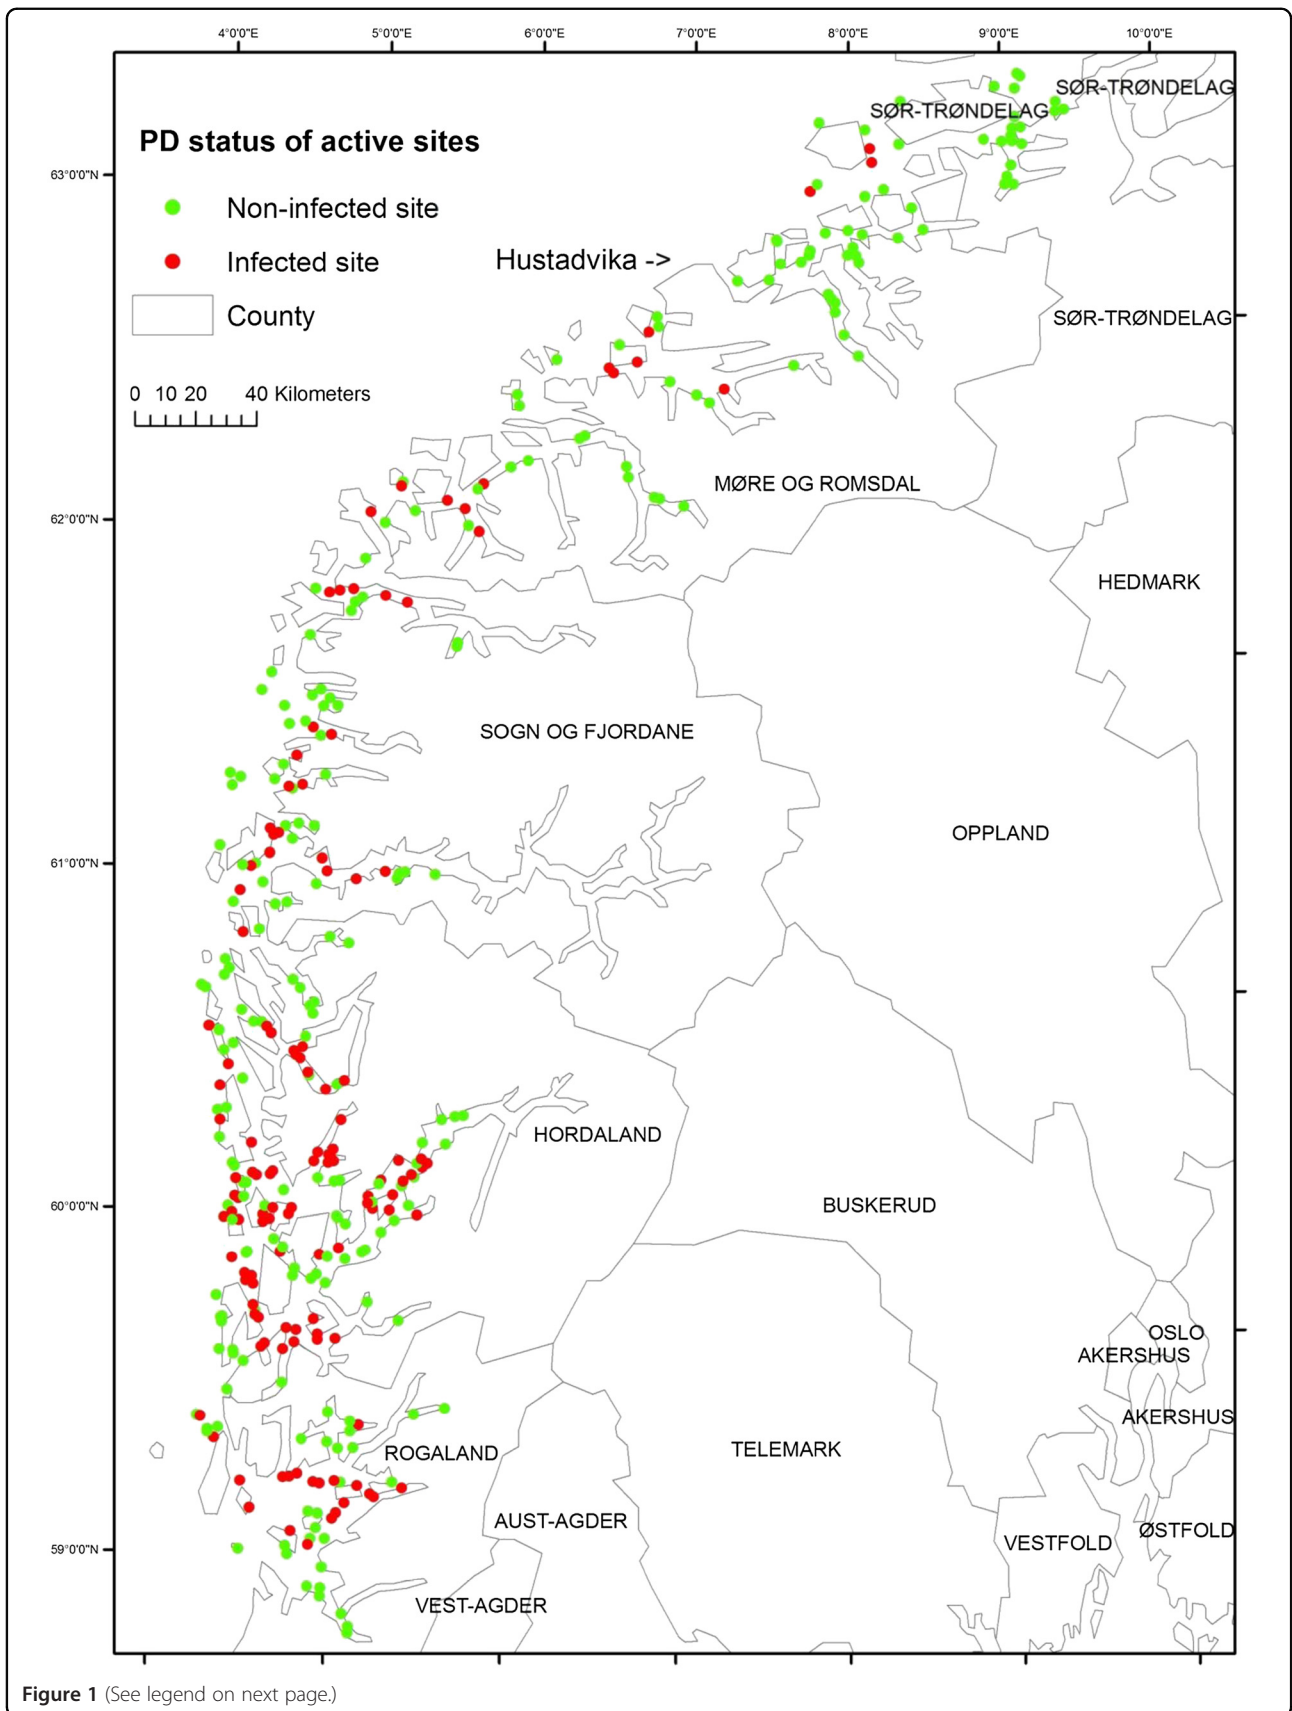 4°0'0"E 5°0'0"E 6°0'0"E 7°0'0"E 8°0'0"E 9°0'0"E 10°0'0"E
SØR-TRØNDELAG
SØR-TRØNDELAG
PD status of active sites
63°0'0"N
Non-infected site
Hustadvika ->
Infected site
County
SØR-TRØNDELAG
0 10 20 40 Kilometers
MØRE OG ROMSDAL
62°0'0"N
HEDMARK
SOGN OG FJORDANE
OPPLAND
61°0'0"N
HORDALAND
60°0'0"N
BUSKERUD
OSLO
AKERSHUS
AKERSHUS
ROGALAND
TELEMARK
AUST-AGDER
ØSTFOLD
VESTFOLD
59°0'0"N
VEST-AGDER
Figure 1 (See legend on next page.)